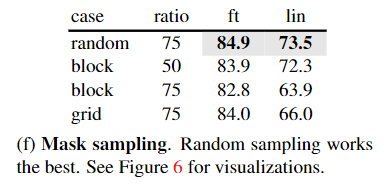 case ratio ft lin
random 75 84.9 73.5
block 50 83.9 72.3
block 75 82.8 63.9
grid 75 84.0 66.0
(f) Mask sampling. Random sampling works
the best. See Figure 6 for visualizations.